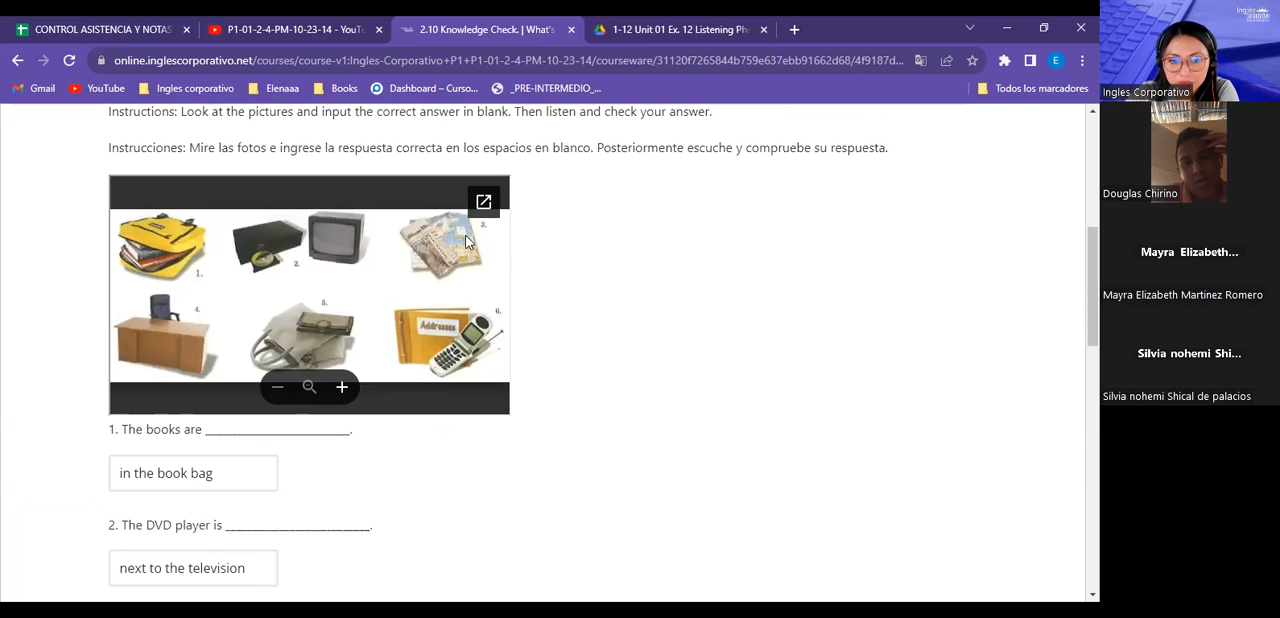 CONTROL ASISTENCIA Y NOTAS
P1-01-2-4-PM-10-23-14 - YouTu
2.10 Knowledge Check. | What's
1-12 Unit 01 Ex. 12 Listening Ph
online.inglescorporativo.net/courses/course-v1:Ingles-Corporativo+P1+P1-01-2-4-PM-10-23-14/courseware/31120f7265844b759e637ebb91662d68/4f9187d...
E
Gmail
YouTube
Ingles corporativo
Elenaaa
Books
Dashboard – Curso...
_PRE-INTERMEDIO_...
Todos los marcadores
Instructions: Look at the pictures and input the correct answer in blank. Then listen and check your answer.
Instrucciones: Mire las fotos e ingrese la respuesta correcta en los espacios en blanco. Posteriormente escuche y compruebe su respuesta.
1.
2.
3.
4.
5.
6.
Addresses
1. The books are ________________________.
in the book bag
2. The DVD player is ________________________.
next to the television
Ingles Corporativo
Douglas Chirino
Mayra Elizabeth...
Mayra Elizabeth Martinez Romero
Silvia nohemi Shi...
Silvia nohemi Shical de palacios